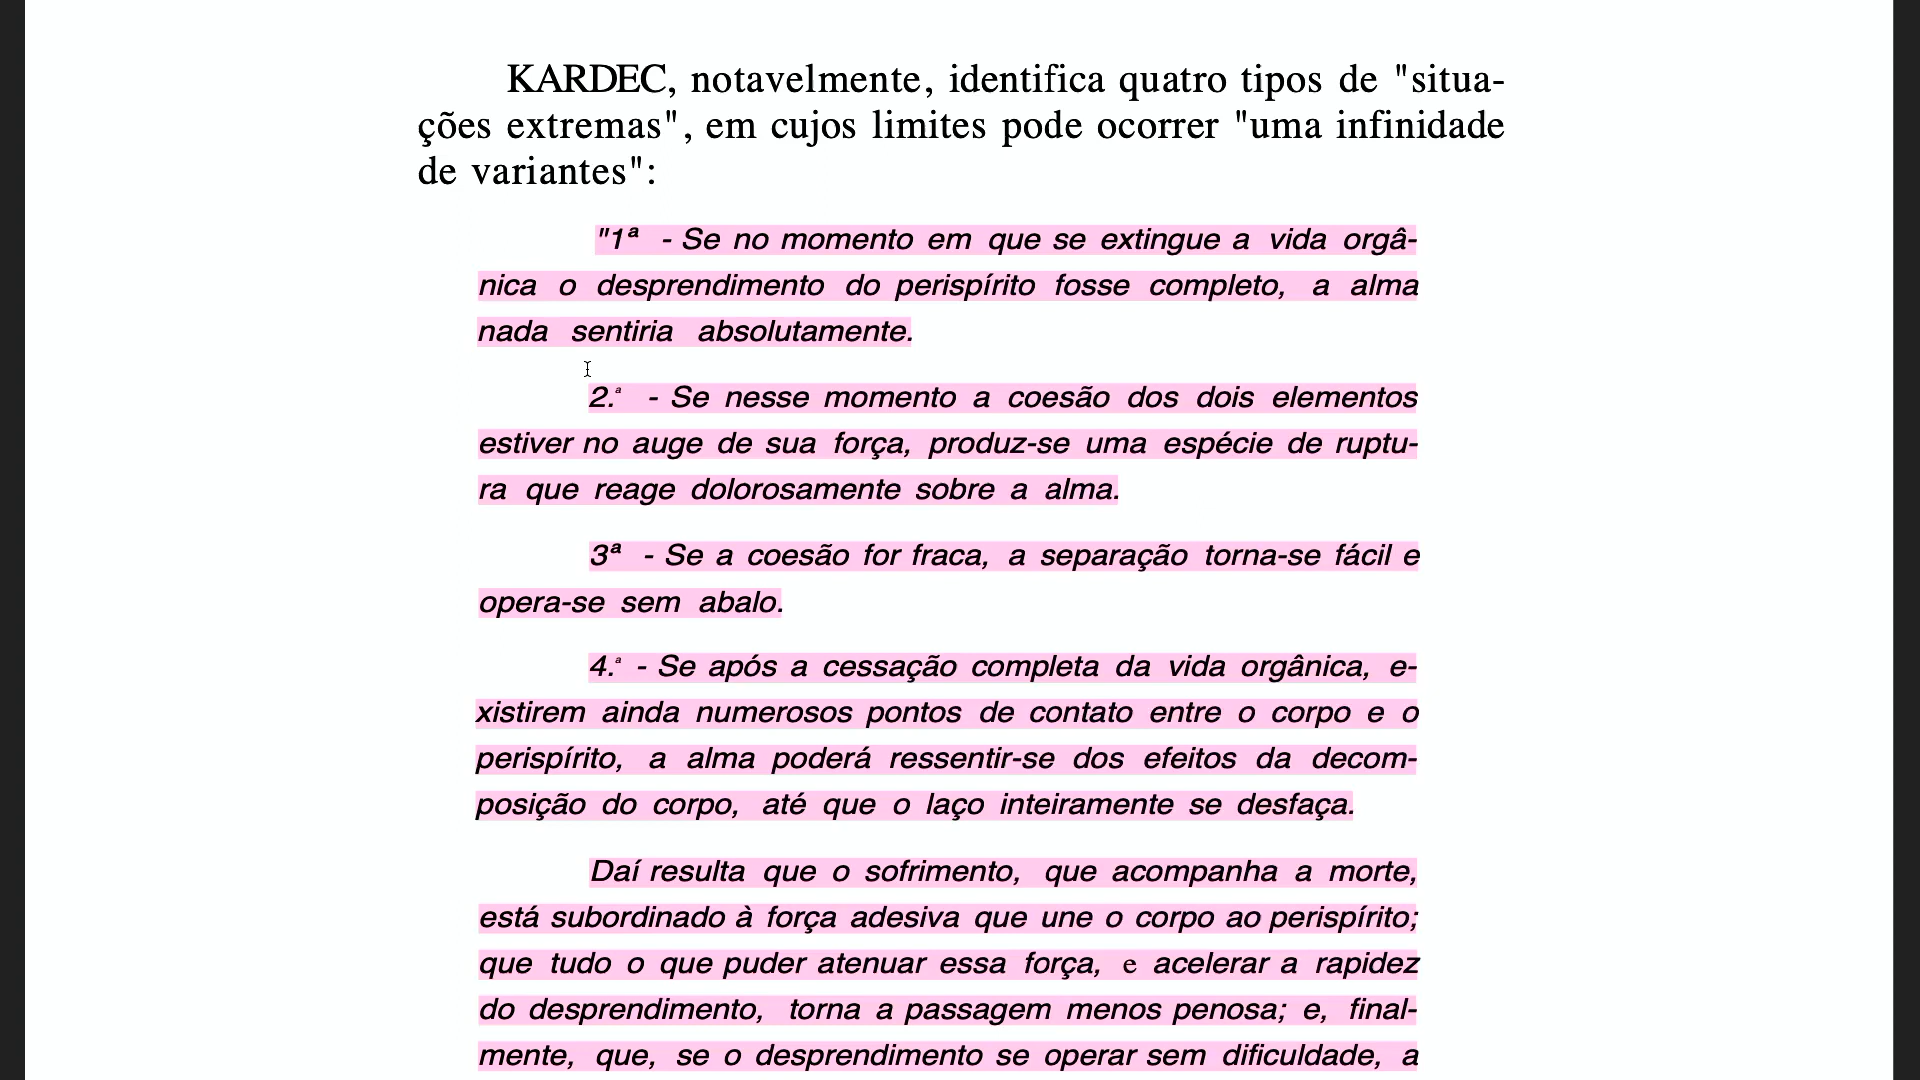 KARDEC, notavelmente, identifica quatro tipos de "situa-
ções extremas", em cujos limites pode ocorrer "uma infinidade
de variantes":
"1ª - Se no momento em que se extingue a vida orgâ-
nica o desprendimento do perispírito fosse completo, a alma
nada sentiria absolutamente.
2.ª - Se nesse momento a coesão dos dois elementos
estiver no auge de sua força, produz-se uma espécie de ruptu-
ra que reage dolorosamente sobre a alma.
3ª - Se a coesão for fraca, a separação torna-se fácil e
opera-se sem abalo.
4.ª - Se após a cessação completa da vida orgânica, e-
xistirem ainda numerosos pontos de contato entre o corpo e o
perispírito, a alma poderá ressentir-se dos efeitos da decom-
posição do corpo, até que o laço inteiramente se desfaça.
Daí resulta que o sofrimento, que acompanha a morte,
está subordinado à força adesiva que une o corpo ao perispírito;
que tudo o que puder atenuar essa força, e acelerar a rapidez
do desprendimento, torna a passagem menos penosa; e, final-
mente, que, se o desprendimento se operar sem dificuldade, a